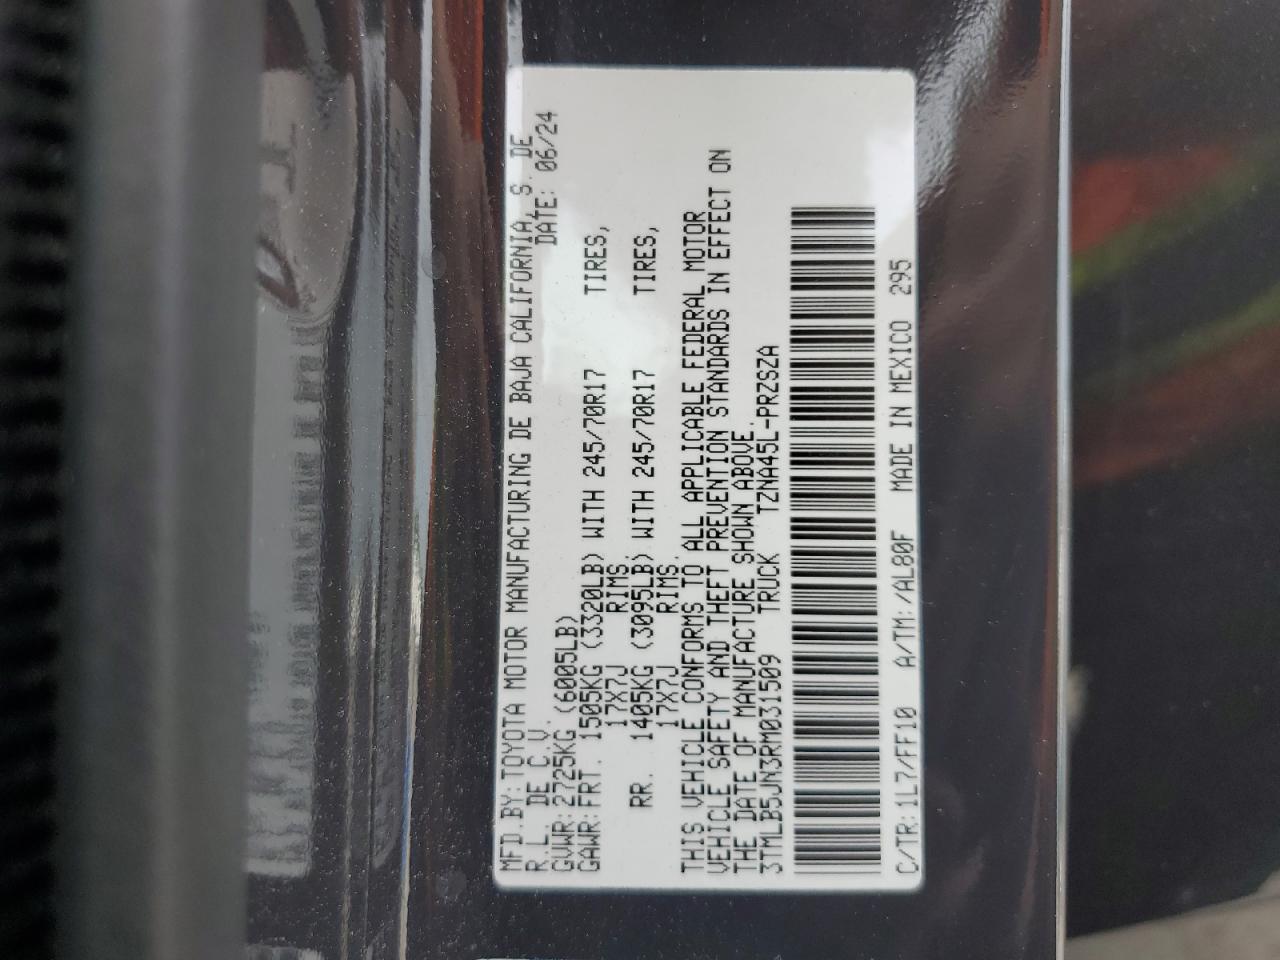 MFD.BY:TOYOTA MOTOR MANUFACTURING DE BAJA CALIFORNIA, S. DE
R.L. DE C.V. DATE: 06/24
GVWR:2725KG (6005LB)
GAWR:FRT. 1505KG (3320LB) WITH 245/70R17 TIRES,
17X7J RIMS,
RR. 1405KG (3095LB) WITH 245/70R17 TIRES,
17X7J RIMS.
THIS VEHICLE CONFORMS TO ALL APPLICABLE FEDERAL MOTOR
VEHICLE SAFETY AND THEFT PREVENTION STANDARDS IN EFFECT ON
THE DATE OF MANUFACTURE SHOWN ABOVE.
3TMLB5JN3RM031509 TRUCK TZNA45L-PRZSZA
C/TR:1L7/FF10 A/TM:/AL80F MADE IN MEXICO 295